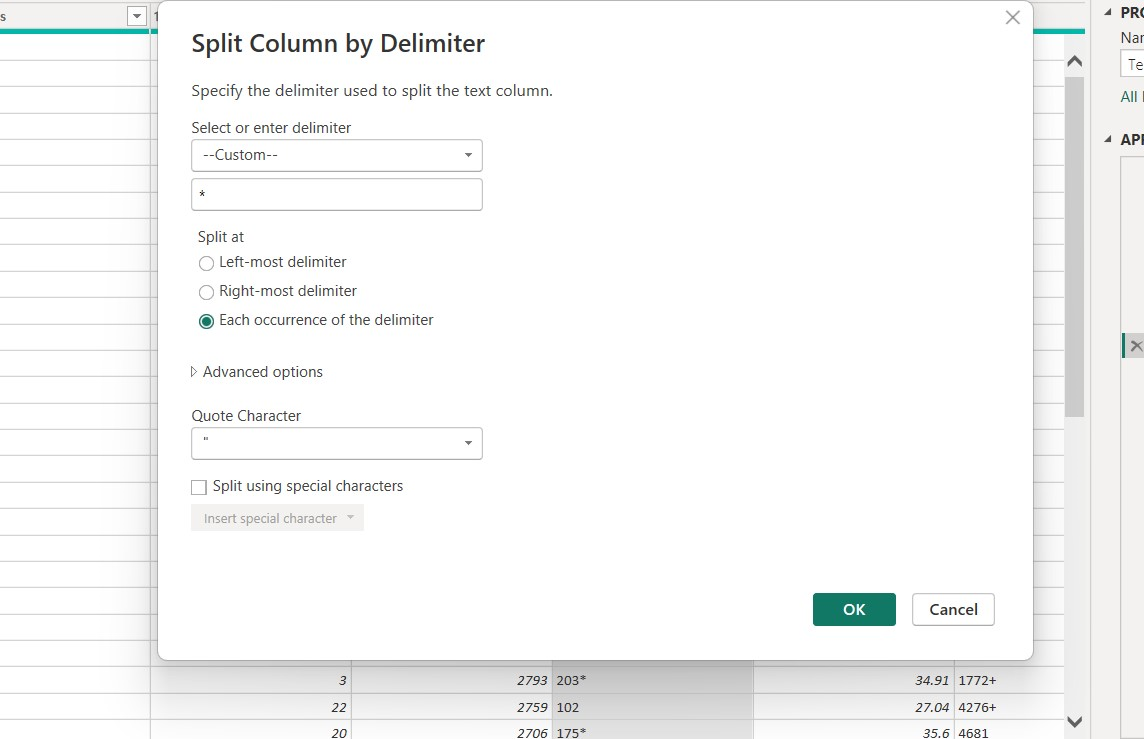 s
1
PRO
Split Column by Delimiter
Nar
Specify the delimiter used to split the text column.
Te
All
Select or enter delimiter
--Custom--
API
*
Split at
Left-most delimiter
Right-most delimiter
Each occurrence of the delimiter
Advanced options
Quote Character
"
Split using special characters
Insert special character
OK Cancel
3 2793 203* 34.91 1772+
22 2759 102 27.04 4276+
20 2706 175* 35.6 4681